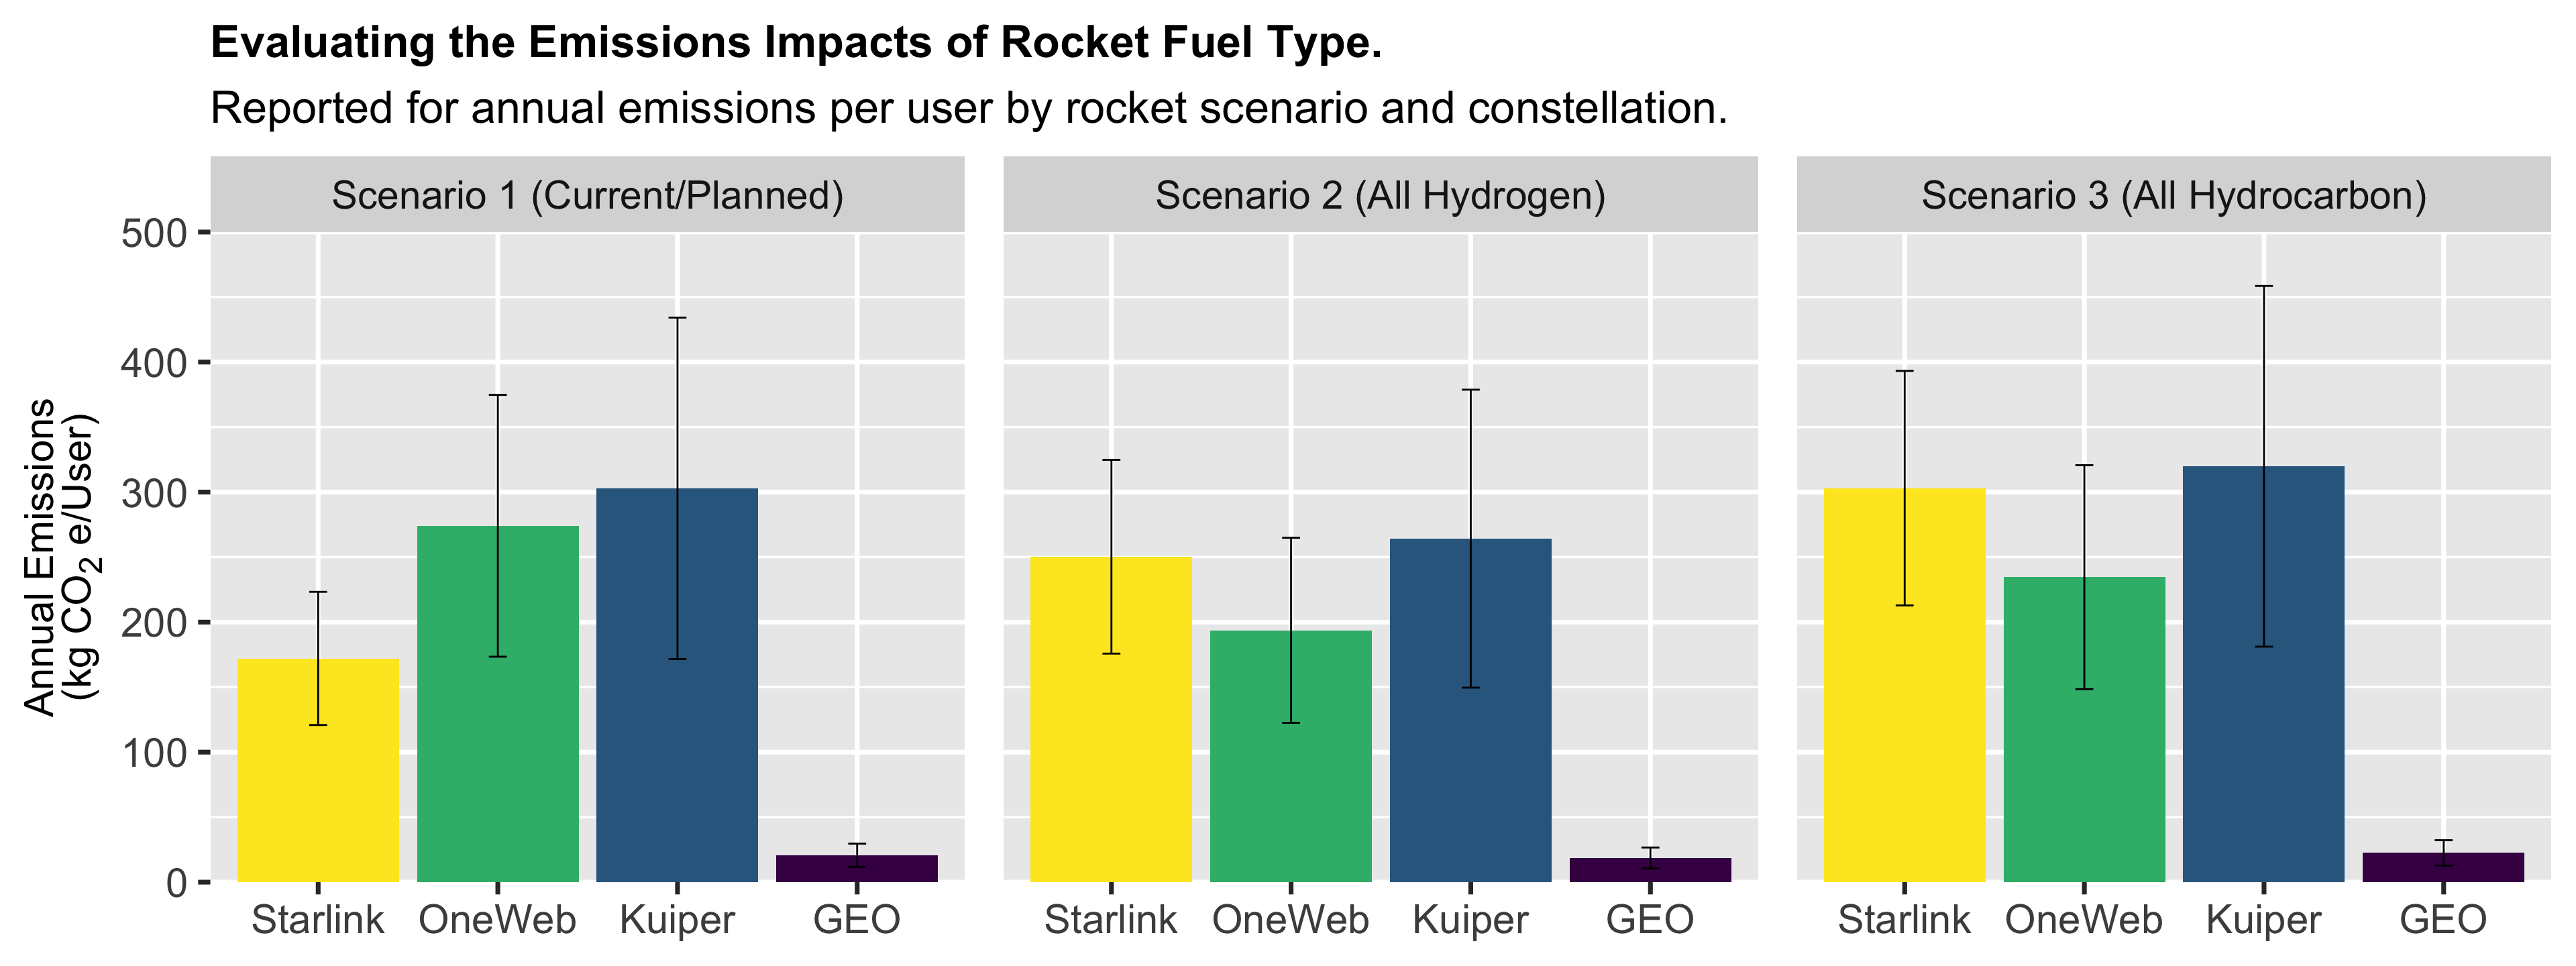 Evaluating the Emissions Impacts of Rocket Fuel Type.
Reported for annual emissions per user by rocket scenario and constellation.
Scenario 1 (Current/Planned)
Scenario 2 (All Hydrogen)
Scenario 3 (All Hydrocarbon)
Annual Emissions
(kg CO₂ e/User)
500
400
300
200
100
0
Starlink OneWeb Kuiper GEO
Starlink OneWeb Kuiper GEO
Starlink OneWeb Kuiper GEO